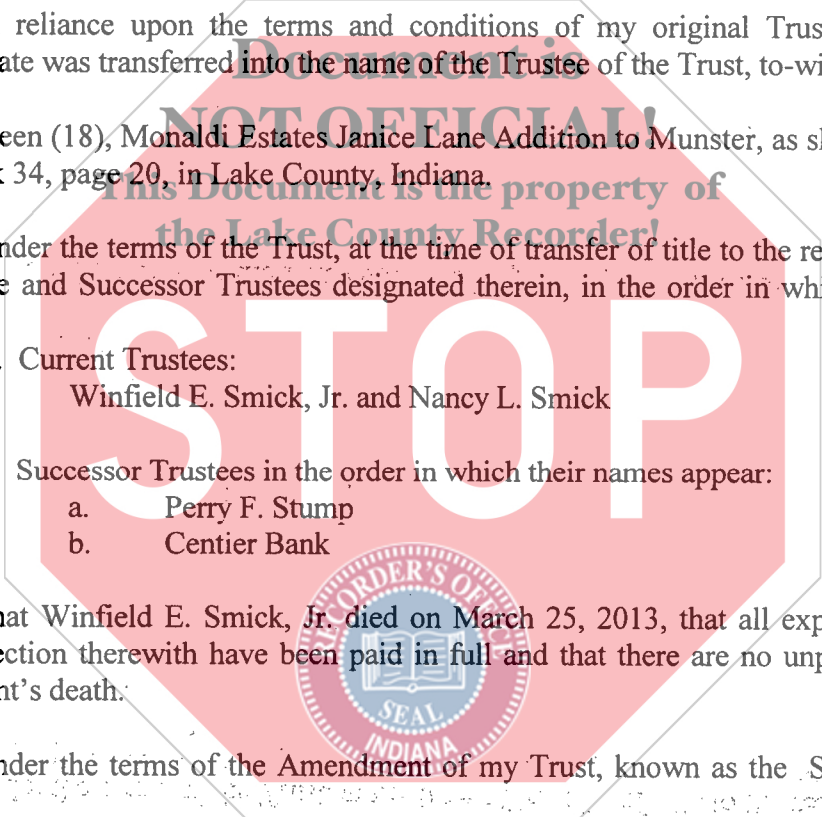 reliance upon the terms and conditions of my original Trus
Document is
ate was transferred into the name of the Trustee of the Trust, to-wi
NOT OFFICIAL!
een (18), Monaldi Estates Janice Lane Addition to Munster, as s
34, page 20, in Lake County, Indiana.
This Document is the property of
the Lake County Recorder!
nder the terms of the Trust, at the time of transfer of title to the re
e and Successor Trustees designated therein, in the order in whi
STOP
Current Trustees:
Winfield E. Smick, Jr. and Nancy L. Smick
Successor Trustees in the order in which their names appear:
a. Perry F. Stump
b. Centier Bank
RECORDER'S OFFICE
hat Winfield E. Smick, Jr. died on March 25, 2013, that all exp
ection therewith have been paid in full and that there are no unp
nt's death.
SEAL
INDIANA
nder the terms of the Amendment of my Trust, known as the S